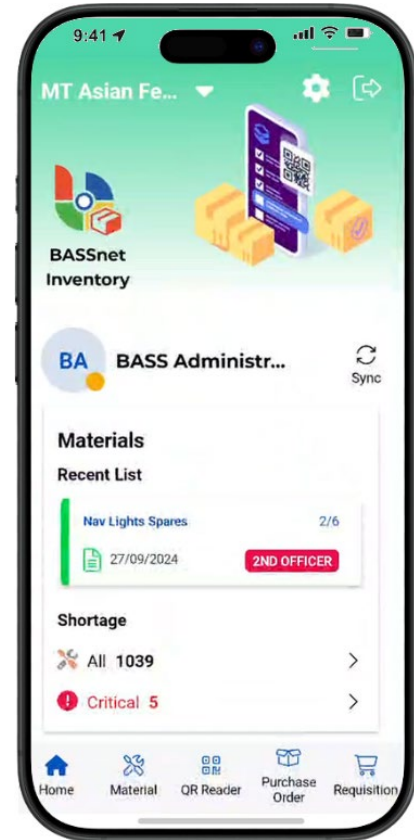 9:41
MT Asian Fe...
BASSnet
Inventory
BA
BASS Administr...
Sync
Materials
Recent List
Nav Lights Spares 2/6
27/09/2024 2ND OFFICER
Shortage
All 1039
Critical 5
Home Material QR Reader Purchase Order Requisition